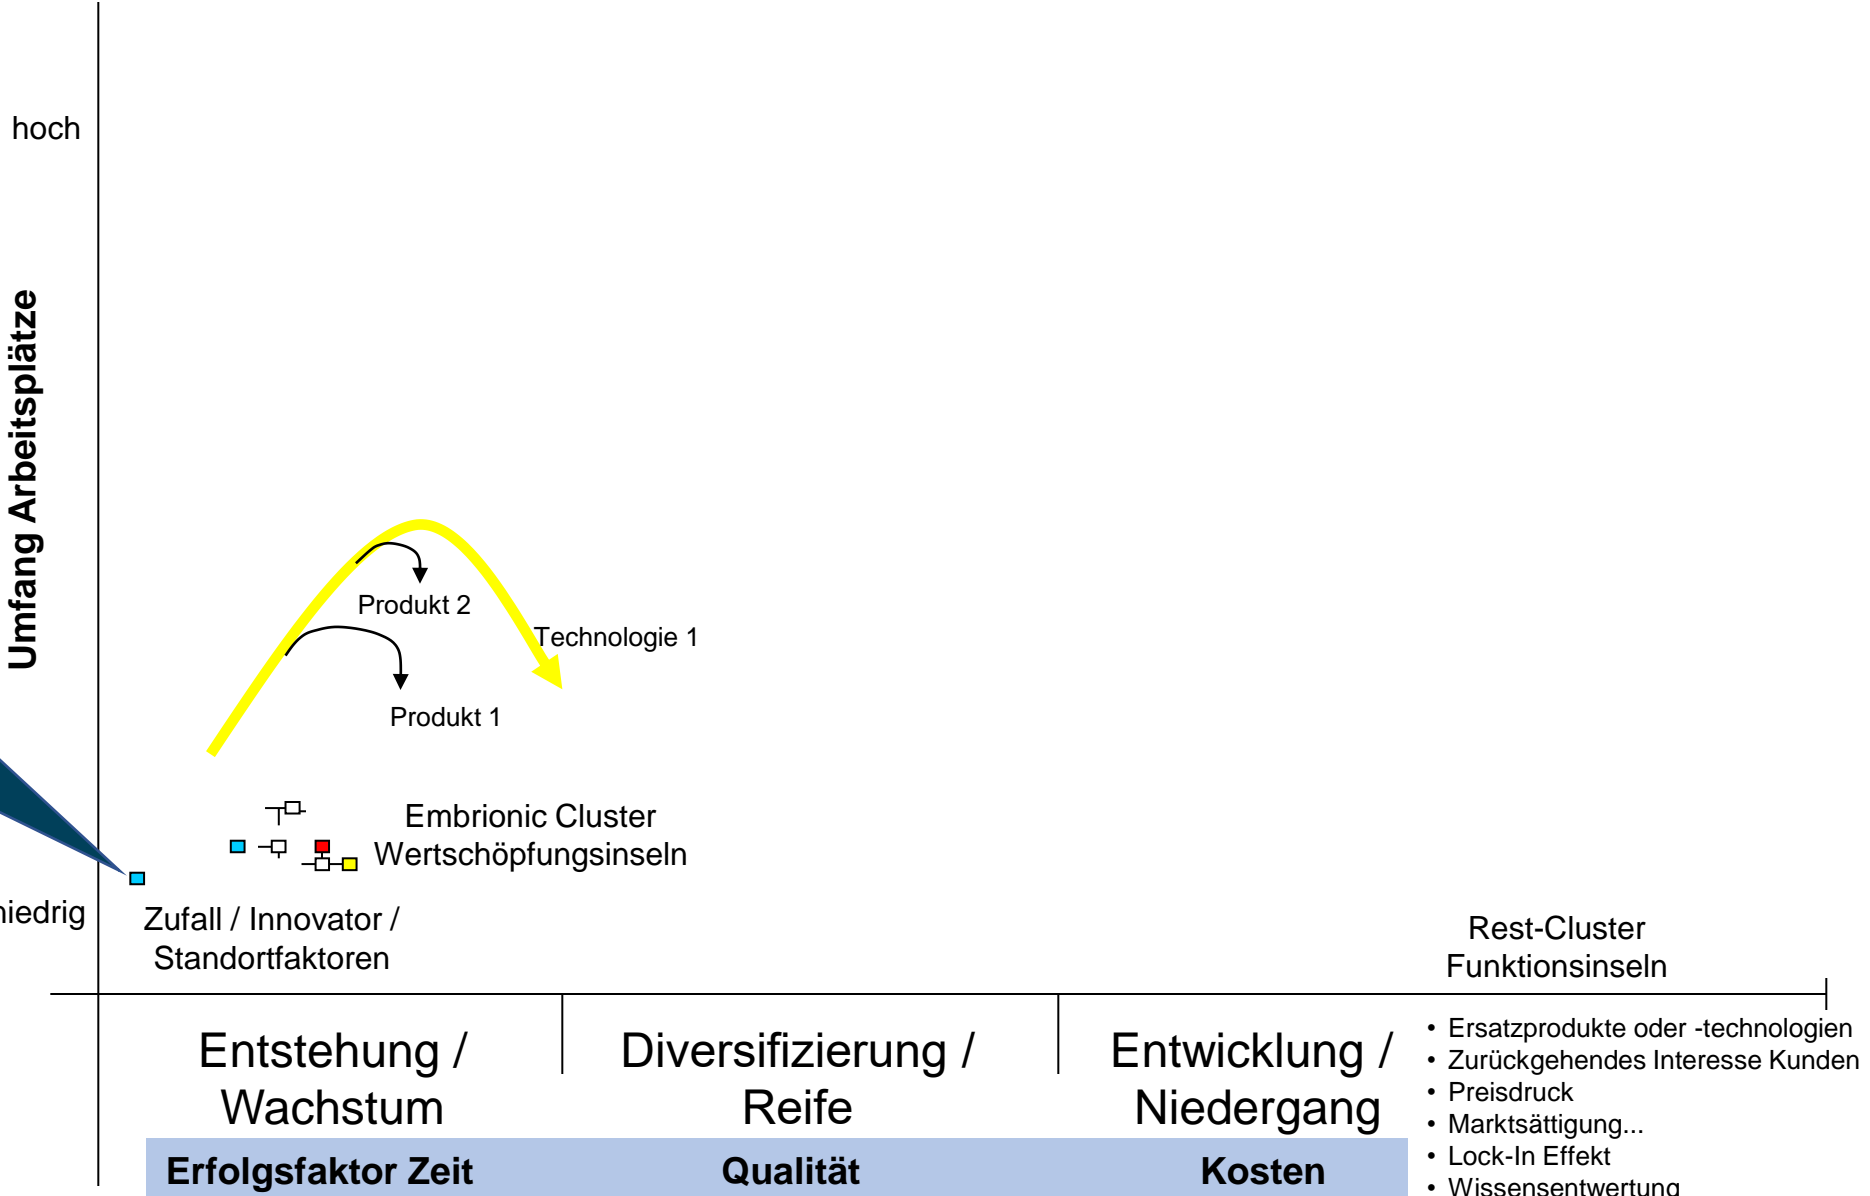 hoch
Umfang Arbeitsplätze
Produkt 2
Technologie 1
Produkt 1
Embrionic Cluster
Wertschöpfungsinseln
niedrig
Zufall / Innovator /
Standortfaktoren
Rest-Cluster
Funktionsinseln
Entstehung /
Wachstum
Diversifizierung /
Reife
Entwicklung /
Niedergang
• Ersatzprodukte oder -technologien
• Zurückgehendes Interesse Kunden
• Preisdruck
• Marktsättigung...
• Lock-In Effekt
• Wissensentwertung
Erfolgsfaktor Zeit
Qualität
Kosten